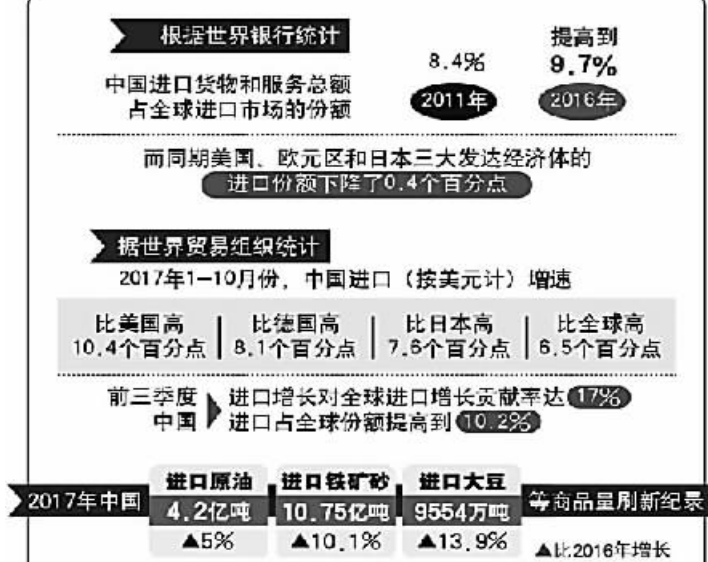 根据世界银行统计
中国进口货物和服务总额
占全球进口市场的份额
8.4%
2011年
提高到
9.7%
2016年
而同期美国、欧元区和日本三大发达经济体的
进口份额下降了0.4个百分点
据世界贸易组织统计
2017年1—10月份，中国进口（按美元计）增速
比美国高
10.4个百分点
比德国高
8.1个百分点
比日本高
7.6个百分点
比全球高
6.5个百分点
前三季度
中国
进口增长对全球进口增长贡献率达17%
进口占全球份额提高到10.2%
2017年中国
进口原油
4.2亿吨
▲5%
进口铁矿砂
10.75亿吨
▲10.1%
进口大豆
9554万吨
▲13.9%
等商品量刷新纪录
▲比2016年增长